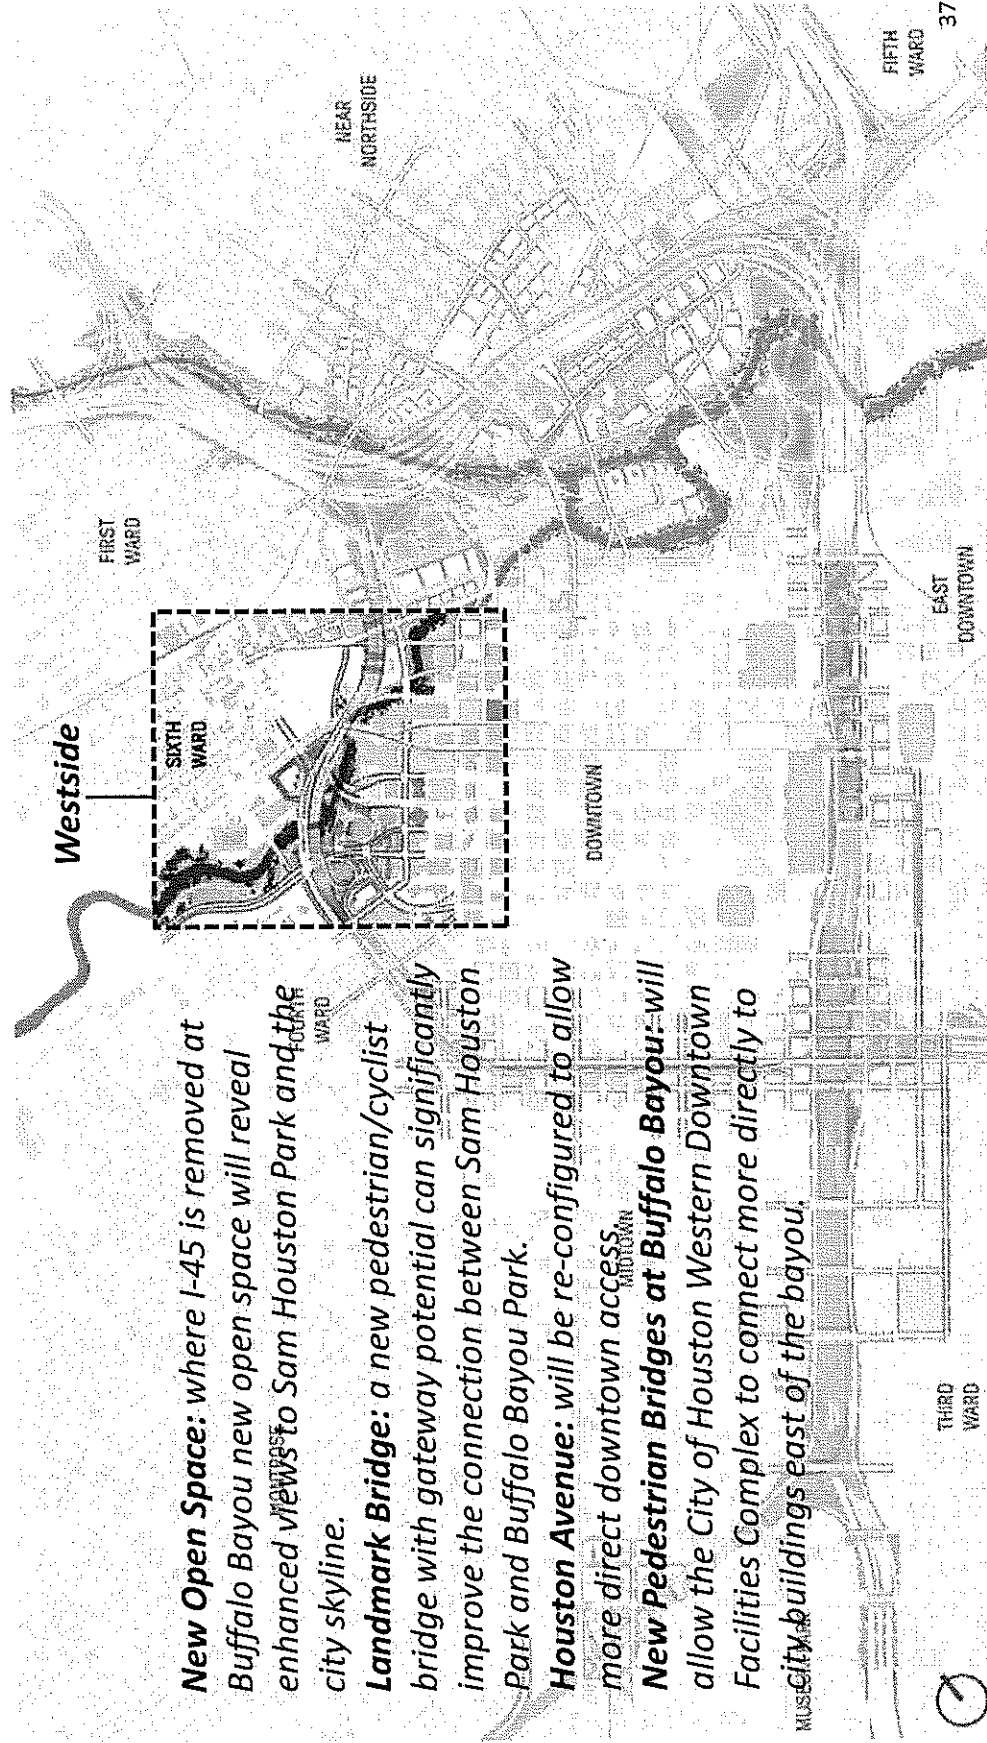 Westside
New Open Space: where I-45 is removed at
Buffalo Bayou new open space will reveal
enhanced views to Sam Houston Park and the
city skyline.
Landmark Bridge: a new pedestrian/cyclist
bridge with gateway potential can significantly
improve the connection between Sam Houston
Park and Buffalo Bayou Park.
Houston Avenue: will be re-configured to allow
more direct downtown access.
New Pedestrian Bridges at Buffalo Bayou: will
allow the City of Houston Western Downtown
Facilities Complex to connect more directly to
city buildings east of the bayou.
FIRST
WARD
NEAR
NORTHSIDE
SIXTH
WARD
FOURTH
WARD
MONTROSE
DOWNTOWN
MIDTOWN
FIFTH
WARD
EAST
DOWNTOWN
THIRD
WARD
37